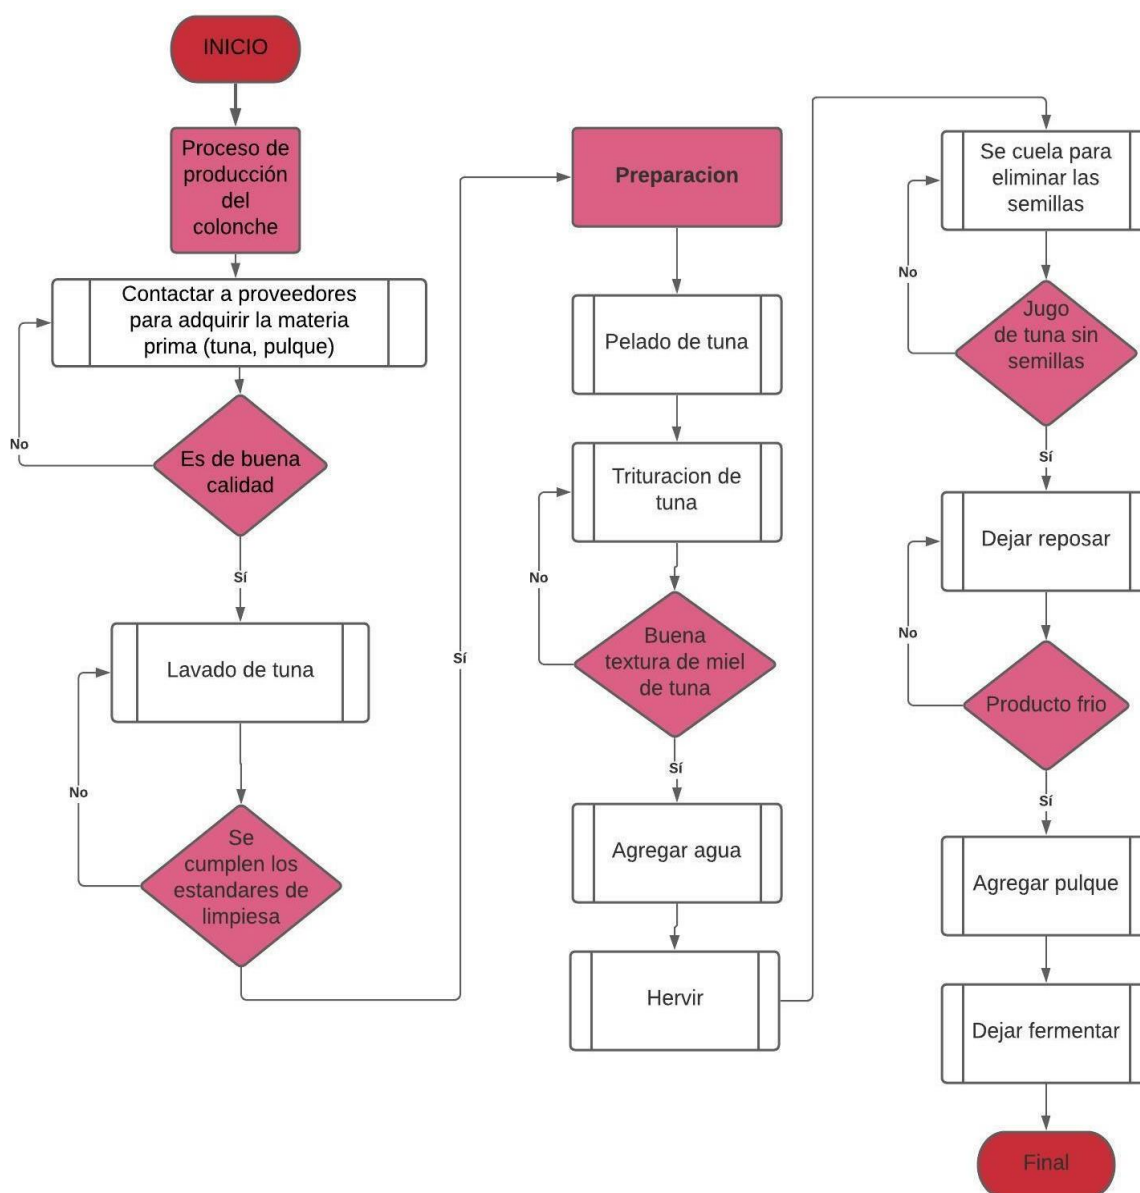 INICIO
Proceso de
producción
del
colonche
Contactar a proveedores
para adquirir la materia
prima (tuna, pulque)
No
Es de buena
calidad
Sí
Lavado de tuna
No
Se
cumplen los
estandares de
limpiesa
Sí
Preparacion
Pelado de tuna
Trituracion de
tuna
No
Buena
textura de miel
de tuna
Sí
Agregar agua
Hervir
Se cuela para
eliminar las
semillas
No
Jugo
de tuna sin
semillas
Sí
Dejar reposar
No
Producto frio
Sí
Agregar pulque
Dejar fermentar
Final